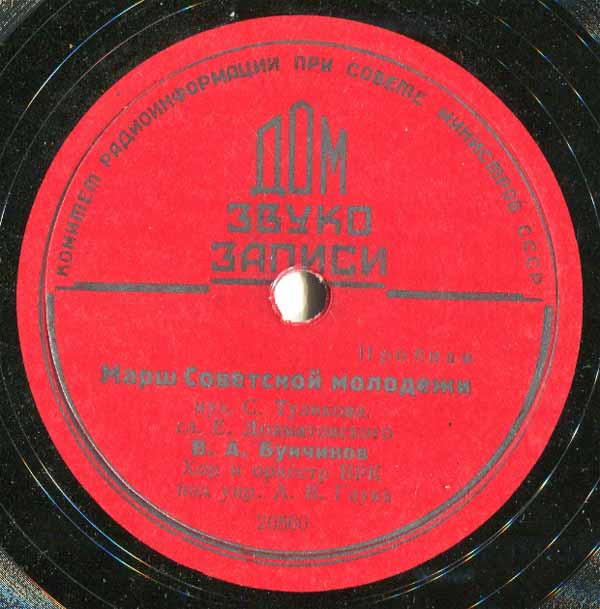 КОМИТЕТ РАДИОИНФОРМАЦИИ ПРИ СОВЕТЕ МИНИСТРОВ СССР
ДОМ
ЗВУКО
ЗАПИСИ
Пробная
Марш Советской молодежи
муз. С. Туликова,
сл. Е. Долматовского
В. А. Бунчиков
Хор и оркестр ВРК
под упр. А. В. Гаука
20860